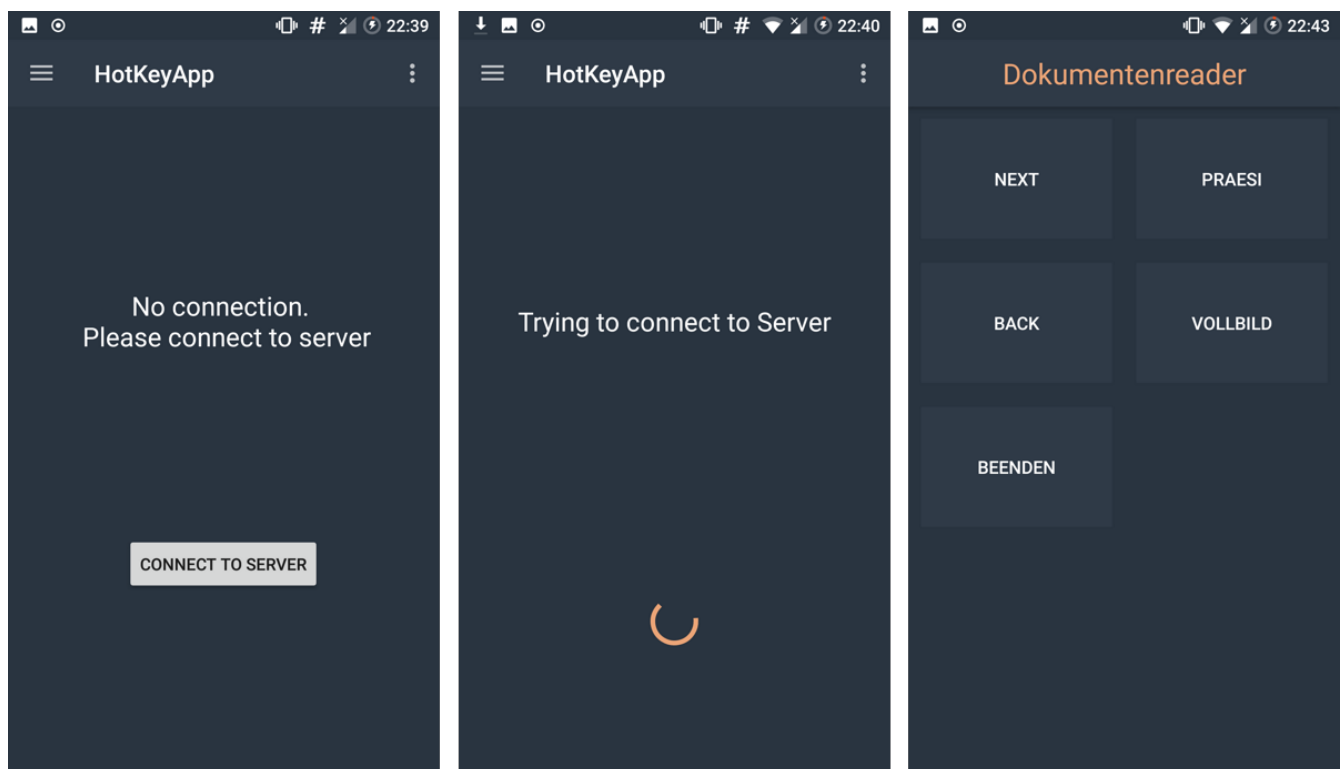 # 22:39
HotKeyApp
No connection.
Please connect to server
CONNECT TO SERVER
# 22:40
HotKeyApp
Trying to connect to Server
22:43
Dokumentenreader
NEXT
PRAESI
BACK
VOLLBILD
BEENDEN